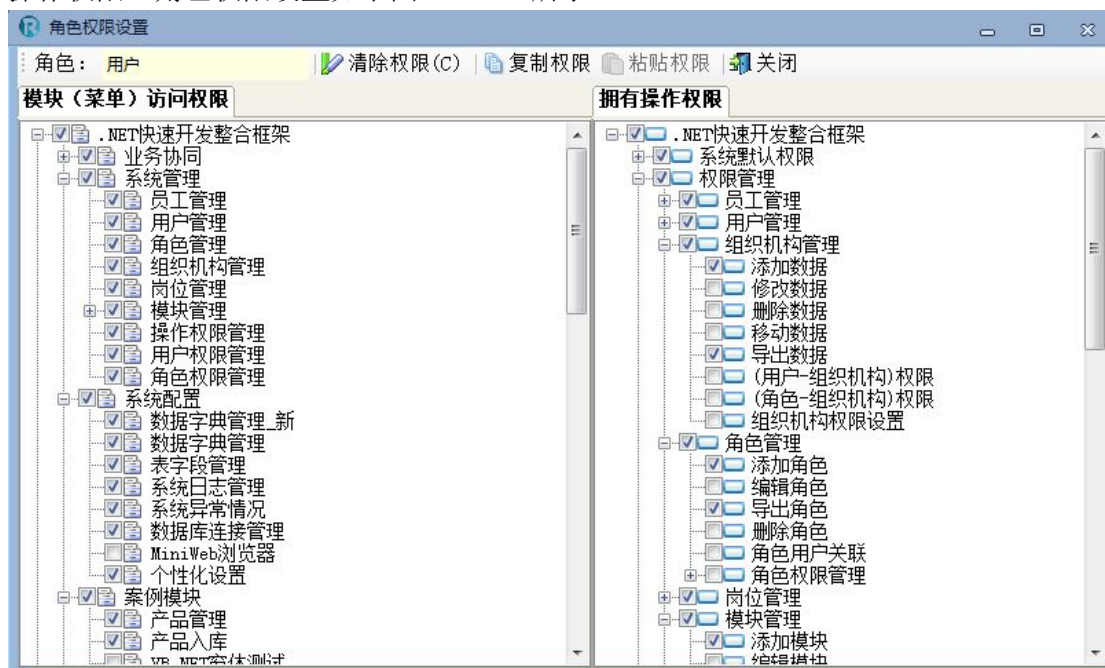 角色权限设置
角色: 用户 清除权限(C) 复制权限 粘贴权限 关闭
模块（菜单）访问权限
.NET快速开发整合框架
业务协同
系统管理
员工管理
用户管理
角色管理
组织机构管理
岗位管理
模块管理
操作权限管理
用户权限管理
角色权限管理
系统配置
数据字典管理_新
数据字典管理
表字段管理
系统日志管理
系统异常情况
数据库连接管理
MiniWeb浏览器
个性化设置
案例模块
产品管理
产品入库
VB.NET窗体测试
拥有操作权限
.NET快速开发整合框架
系统默认权限
权限管理
员工管理
用户管理
组织机构管理
添加数据
修改数据
删除数据
移动数据
导出数据
(用户-组织机构)权限
(角色-组织机构)权限
组织机构权限设置
角色管理
添加角色
编辑角色
导出角色
删除角色
角色用户关联
角色权限管理
岗位管理
模块管理
添加模块
编辑模块